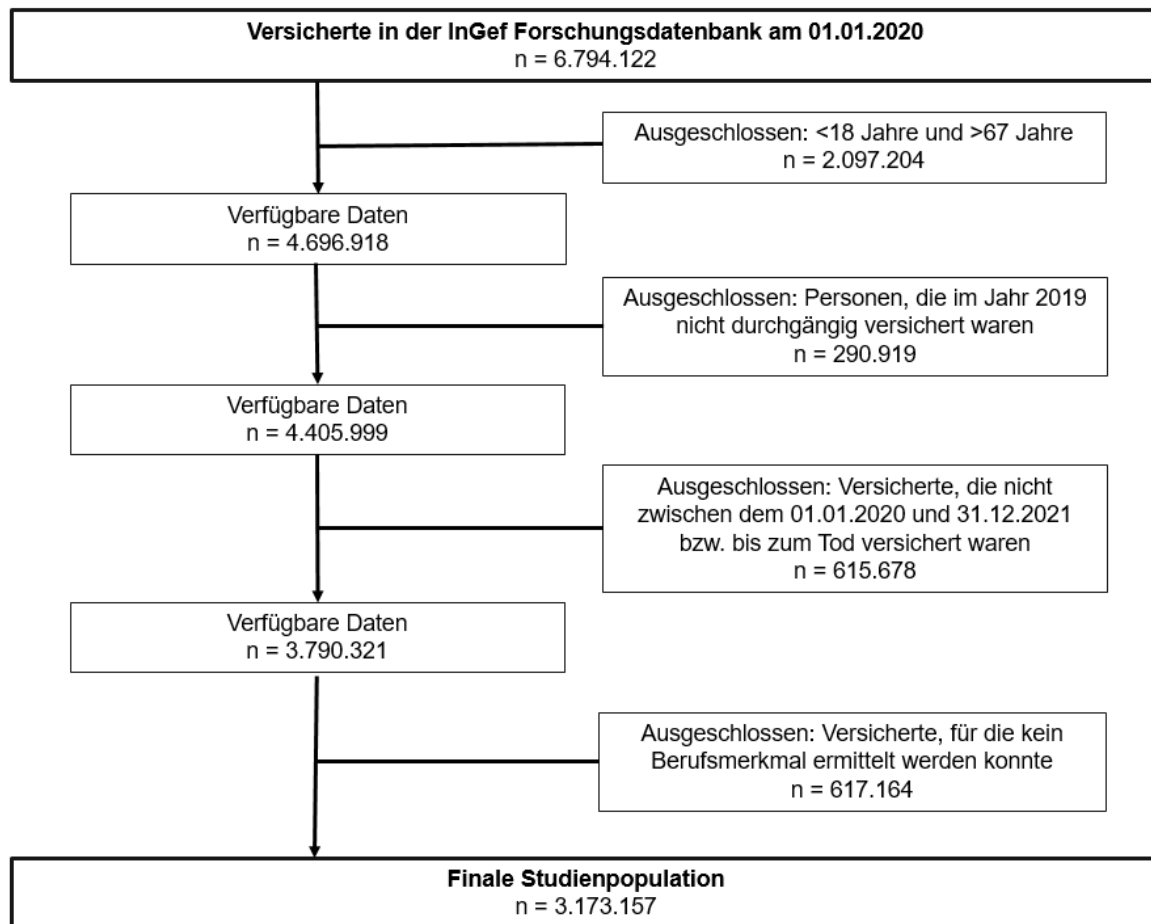 Versicherte in der InGef Forschungsdatenbank am 01.01.2020
n = 6.794.122
Ausgeschlossen: <18 Jahre und >67 Jahre
n = 2.097.204
Verfügbare Daten
n = 4.696.918
Ausgeschlossen: Personen, die im Jahr 2019
nicht durchgängig versichert waren
n = 290.919
Verfügbare Daten
n = 4.405.999
Ausgeschlossen: Versicherte, die nicht
zwischen dem 01.01.2020 und 31.12.2021
bzw. bis zum Tod versichert waren
n = 615.678
Verfügbare Daten
n = 3.790.321
Ausgeschlossen: Versicherte, für die kein
Berufsmerkmal ermittelt werden konnte
n = 617.164
Finale Studienpopulation
n = 3.173.157